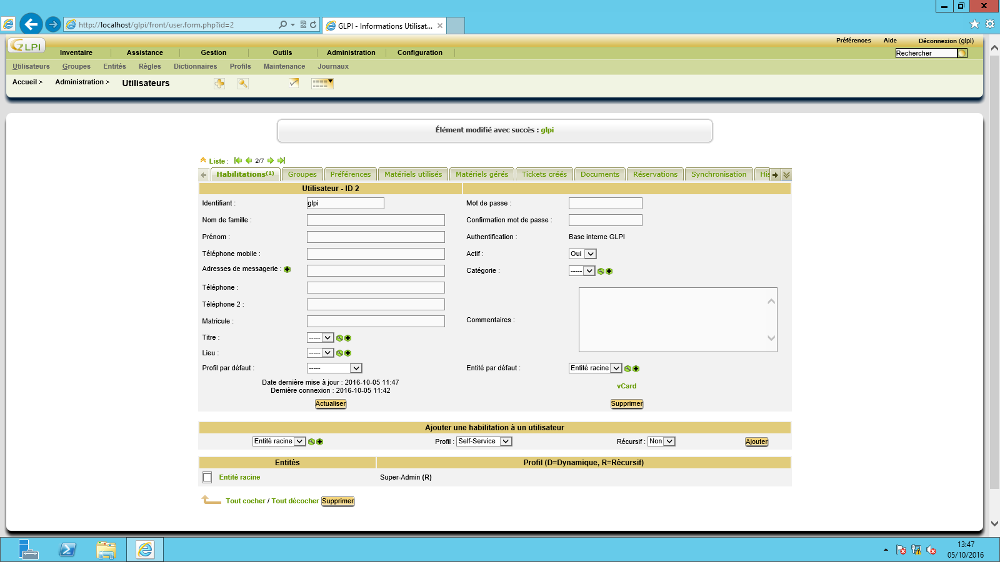 http://localhost/glpi/front/user.form.php?id=2
GLPI - Informations Utilisat...
Préférences Aide Déconnexion (glpi)
GLPI
Inventaire Assistance Gestion Outils Administration Configuration
Rechercher
Utilisateurs Groupes Entités Règles Dictionnaires Profils Maintenance Journaux
Accueil > Administration > Utilisateurs
Élément modifié avec succès : glpi
Liste : 2/7
Habilitations(1) Groupes Préférences Matériels utilisés Matériels gérés Tickets créés Documents Réservations Synchronisation His
Utilisateur - ID 2
Identifiant : glpi Mot de passe :
Nom de famille : Confirmation mot de passe :
Prénom : Authentification : Base interne GLPI
Téléphone mobile : Actif : Oui
Adresses de messagerie : Catégorie : -----
Téléphone :
Téléphone 2 :
Matricule : Commentaires :
Titre : -----
Lieu : -----
Profil par défaut : ----- Entité par défaut : Entité racine
Date dernière mise à jour : 2016-10-05 11:47
Dernière connexion : 2016-10-05 11:42
vCard
Actualiser Supprimer
Ajouter une habilitation à un utilisateur
Entité racine Profil : Self-Service Récursif : Non Ajouter
Entités Profil (D=Dynamique, R=Récursif)
Entité racine Super-Admin (R)
Tout cocher / Tout décocher Supprimer
13:47
05/10/2016